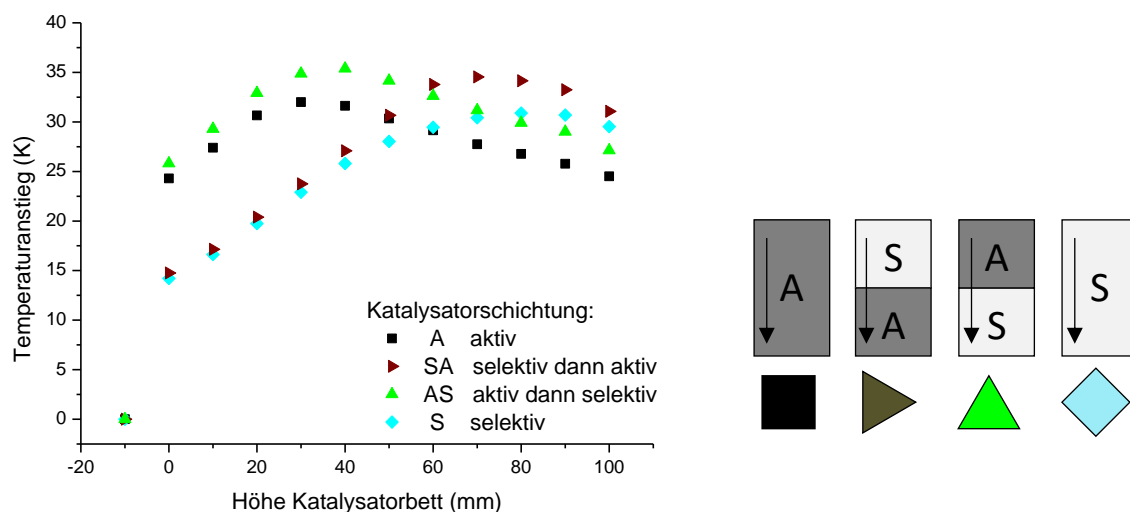 40
35
30
25
20
15
10
5
0
-20
0
20
40
60
80
100
Temperaturanstieg (K)
Höhe Katalysatorbett (mm)
Katalysatorschichtung:
A aktiv
SA selektiv dann aktiv
AS aktiv dann selektiv
S selektiv
A
S
A
A
S
S